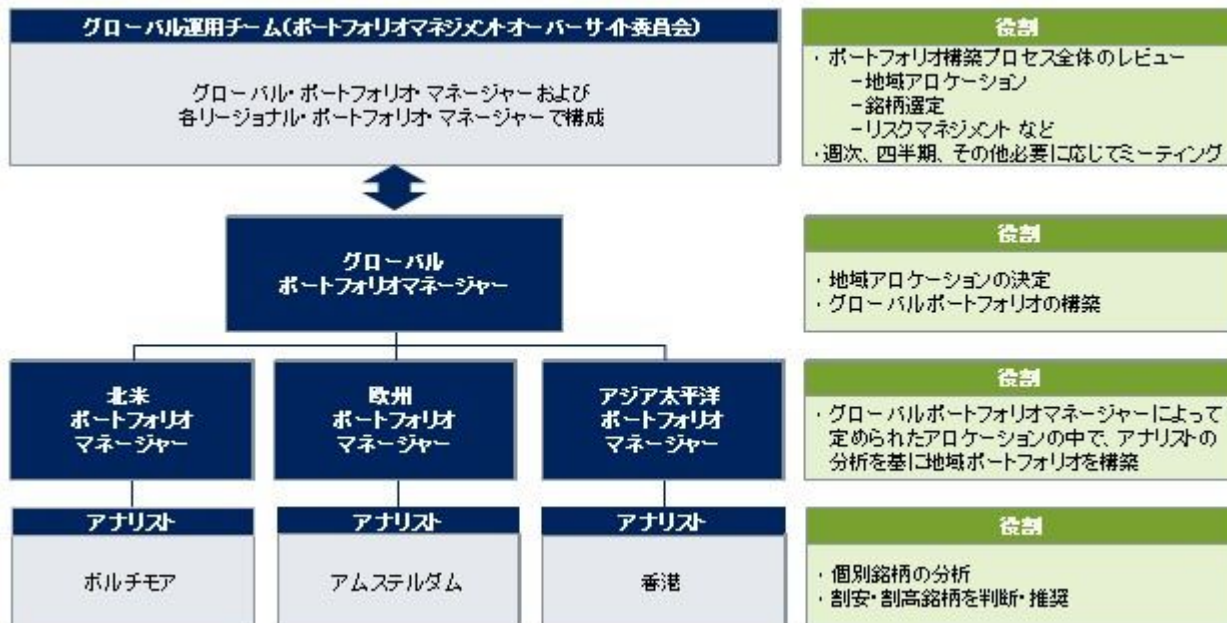 グローバル運用チーム(ポートフォリオマネジメントオーバーサイト委員会)
グローバル・ポートフォリオ・マネージャーおよび
各リージョナル・ポートフォリオ・マネージャーで構成
役割
・ポートフォリオ構築プロセス全体のレビュー
－地域アロケーション
－銘柄選定
－リスクマネジメント など
・週次、四半期、その他必要に応じてミーティング
グローバル
ポートフォリオマネージャー
役割
・地域アロケーションの決定
・グローバルポートフォリオの構築
北米
ポートフォリオ
マネージャー
欧州
ポートフォリオ
マネージャー
アジア太平洋
ポートフォリオ
マネージャー
役割
・グローバルポートフォリオマネージャーによって
定められたアロケーションの中で、アナリストの
分析を基に地域ポートフォリオを構築
アナリスト
ボルチモア
アナリスト
アムステルダム
アナリスト
香港
役割
・個別銘柄の分析
・割安・割高銘柄を判断・推奨